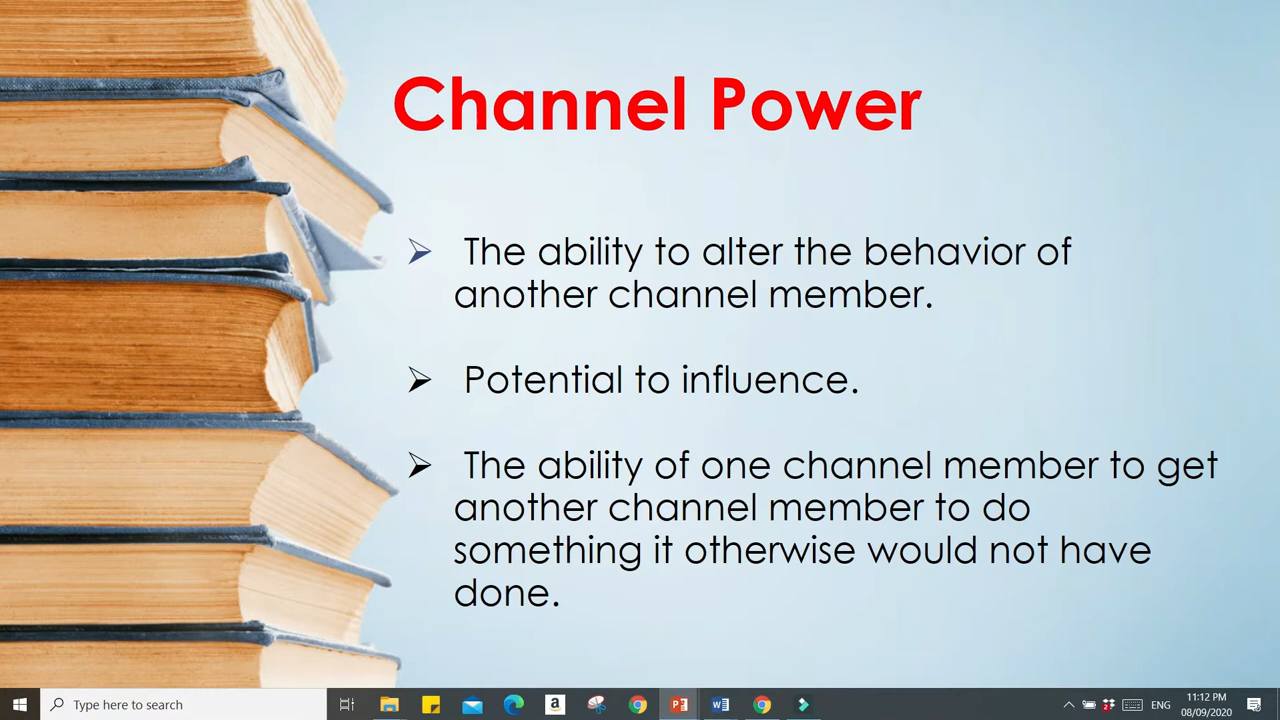 Channel Power
➢ The ability to alter the behavior of
another channel member.
➢ Potential to influence.
➢ The ability of one channel member to get
another channel member to do
something it otherwise would not have
done.
Type here to search
ENG
11:12 PM
08/09/2020